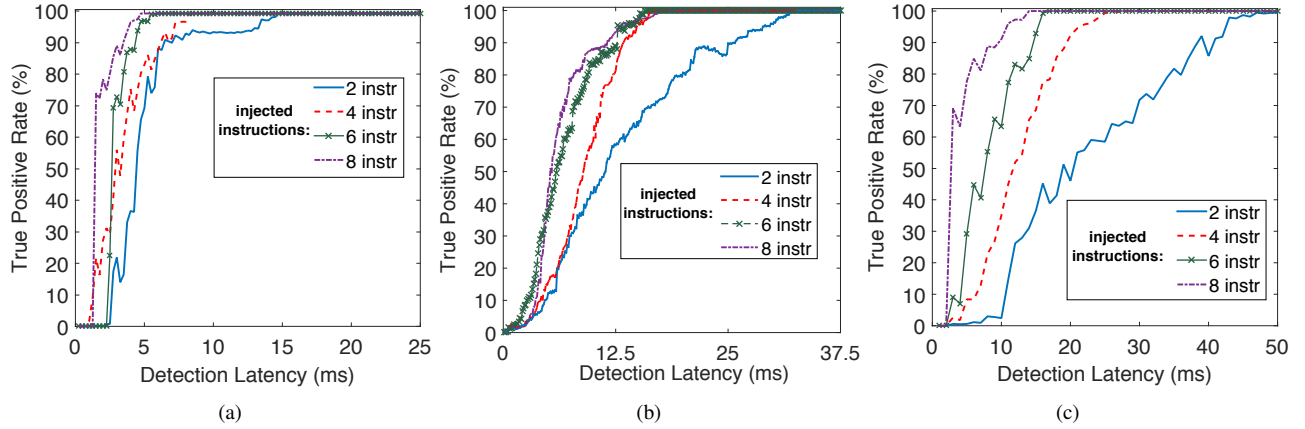 100
90
80
70
60
50
40
30
20
10
0
True Positive Rate (%)
0 5 10 15 20 25
Detection Latency (ms)
injected
instructions:
2 instr
4 instr
6 instr
8 instr
(a)
100
90
80
70
60
50
40
30
20
10
0
True Positive Rate (%)
0 12.5 25 37.5
Detection Latency (ms)
injected
instructions:
2 instr
4 instr
6 instr
8 instr
(b)
100
90
80
70
60
50
40
30
20
10
0
True Positive Rate (%)
0 10 20 30 40 50
Detection Latency (ms)
injected
instructions:
2 instr
4 instr
6 instr
8 instr
(c)